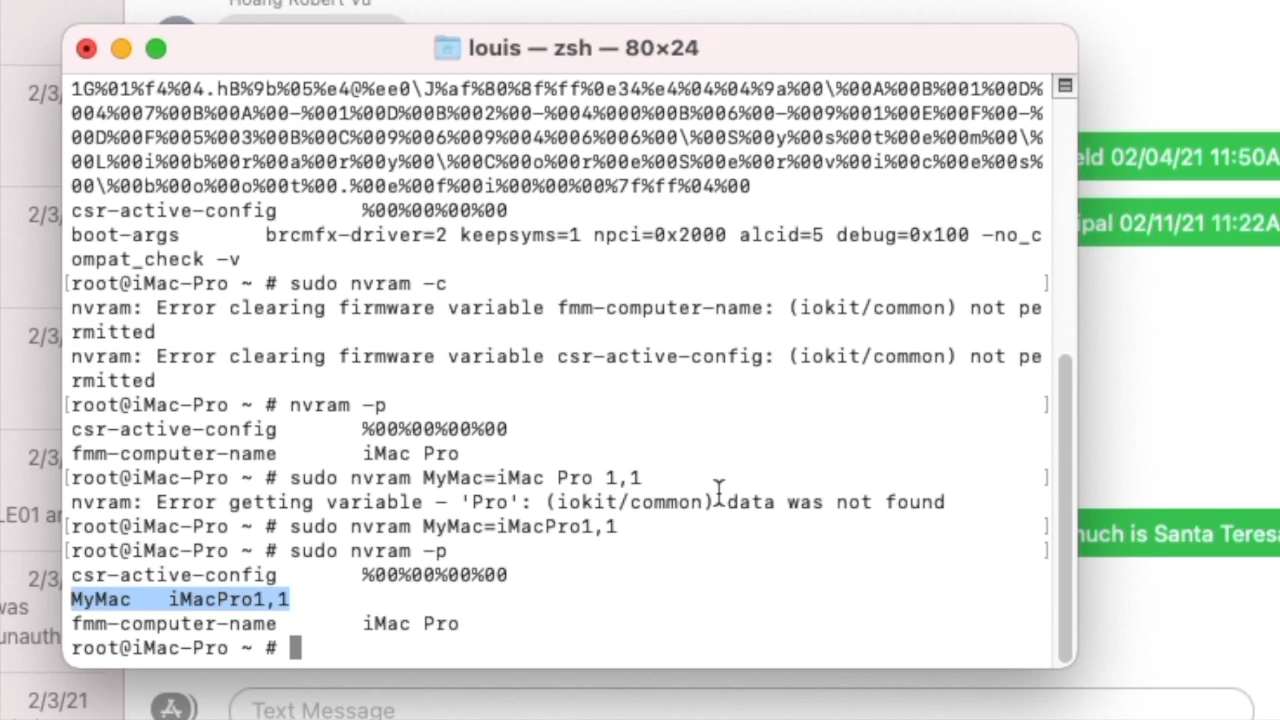 Hoang Robert Vu
louis — zsh — 80×24
1G%01%f4%04.hB%9b%05%e4@%ee0\J%af%80%8f%ff%0e34%e4%04%04%9a%00\%00A%00B%001%00D%
004%007%00B%00A%00-%001%00D%00B%002%00-%004%000%00B%006%00-%009%001%00E%00F%00-%
00D%00F%005%003%00B%00C%009%006%009%004%006%006%00\%00S%00y%00s%00t%00e%00m%00\%
00L%00i%00b%00r%00a%00r%00y%00\%00C%00o%00r%00e%00S%00e%00r%00v%00i%00c%00e%00s%
00\%00b%00o%00o%00t%00.%00e%00f%00i%00%00%00%7f%ff%04%00
csr-active-config %00%00%00%00
boot-args brcmfx-driver=2 keepsyms=1 npci=0x2000 alcid=5 debug=0x100 -no_c
ompat_check -v
[root@iMac-Pro ~ # sudo nvram -c ]
nvram: Error clearing firmware variable fmm-computer-name: (iokit/common) not pe
rmitted
nvram: Error clearing firmware variable csr-active-config: (iokit/common) not pe
rmitted
[root@iMac-Pro ~ # nvram -p ]
csr-active-config %00%00%00%00
fmm-computer-name iMac Pro
[root@iMac-Pro ~ # sudo nvram MyMac=iMac Pro 1,1 ]
nvram: Error getting variable - 'Pro': (iokit/common) data was not found
[root@iMac-Pro ~ # sudo nvram MyMac=iMacPro1,1 ]
[root@iMac-Pro ~ # sudo nvram -p ]
csr-active-config %00%00%00%00
MyMac iMacPro1,1
fmm-computer-name iMac Pro
root@iMac-Pro ~ #
2/3,
2/3,
2/3,
2/3,
LE01 ar
2/3,
was
unauth
2/3/21
eld 02/04/21 11:50A
ipal 02/11/21 11:22A
much is Santa Teresa
Text Message